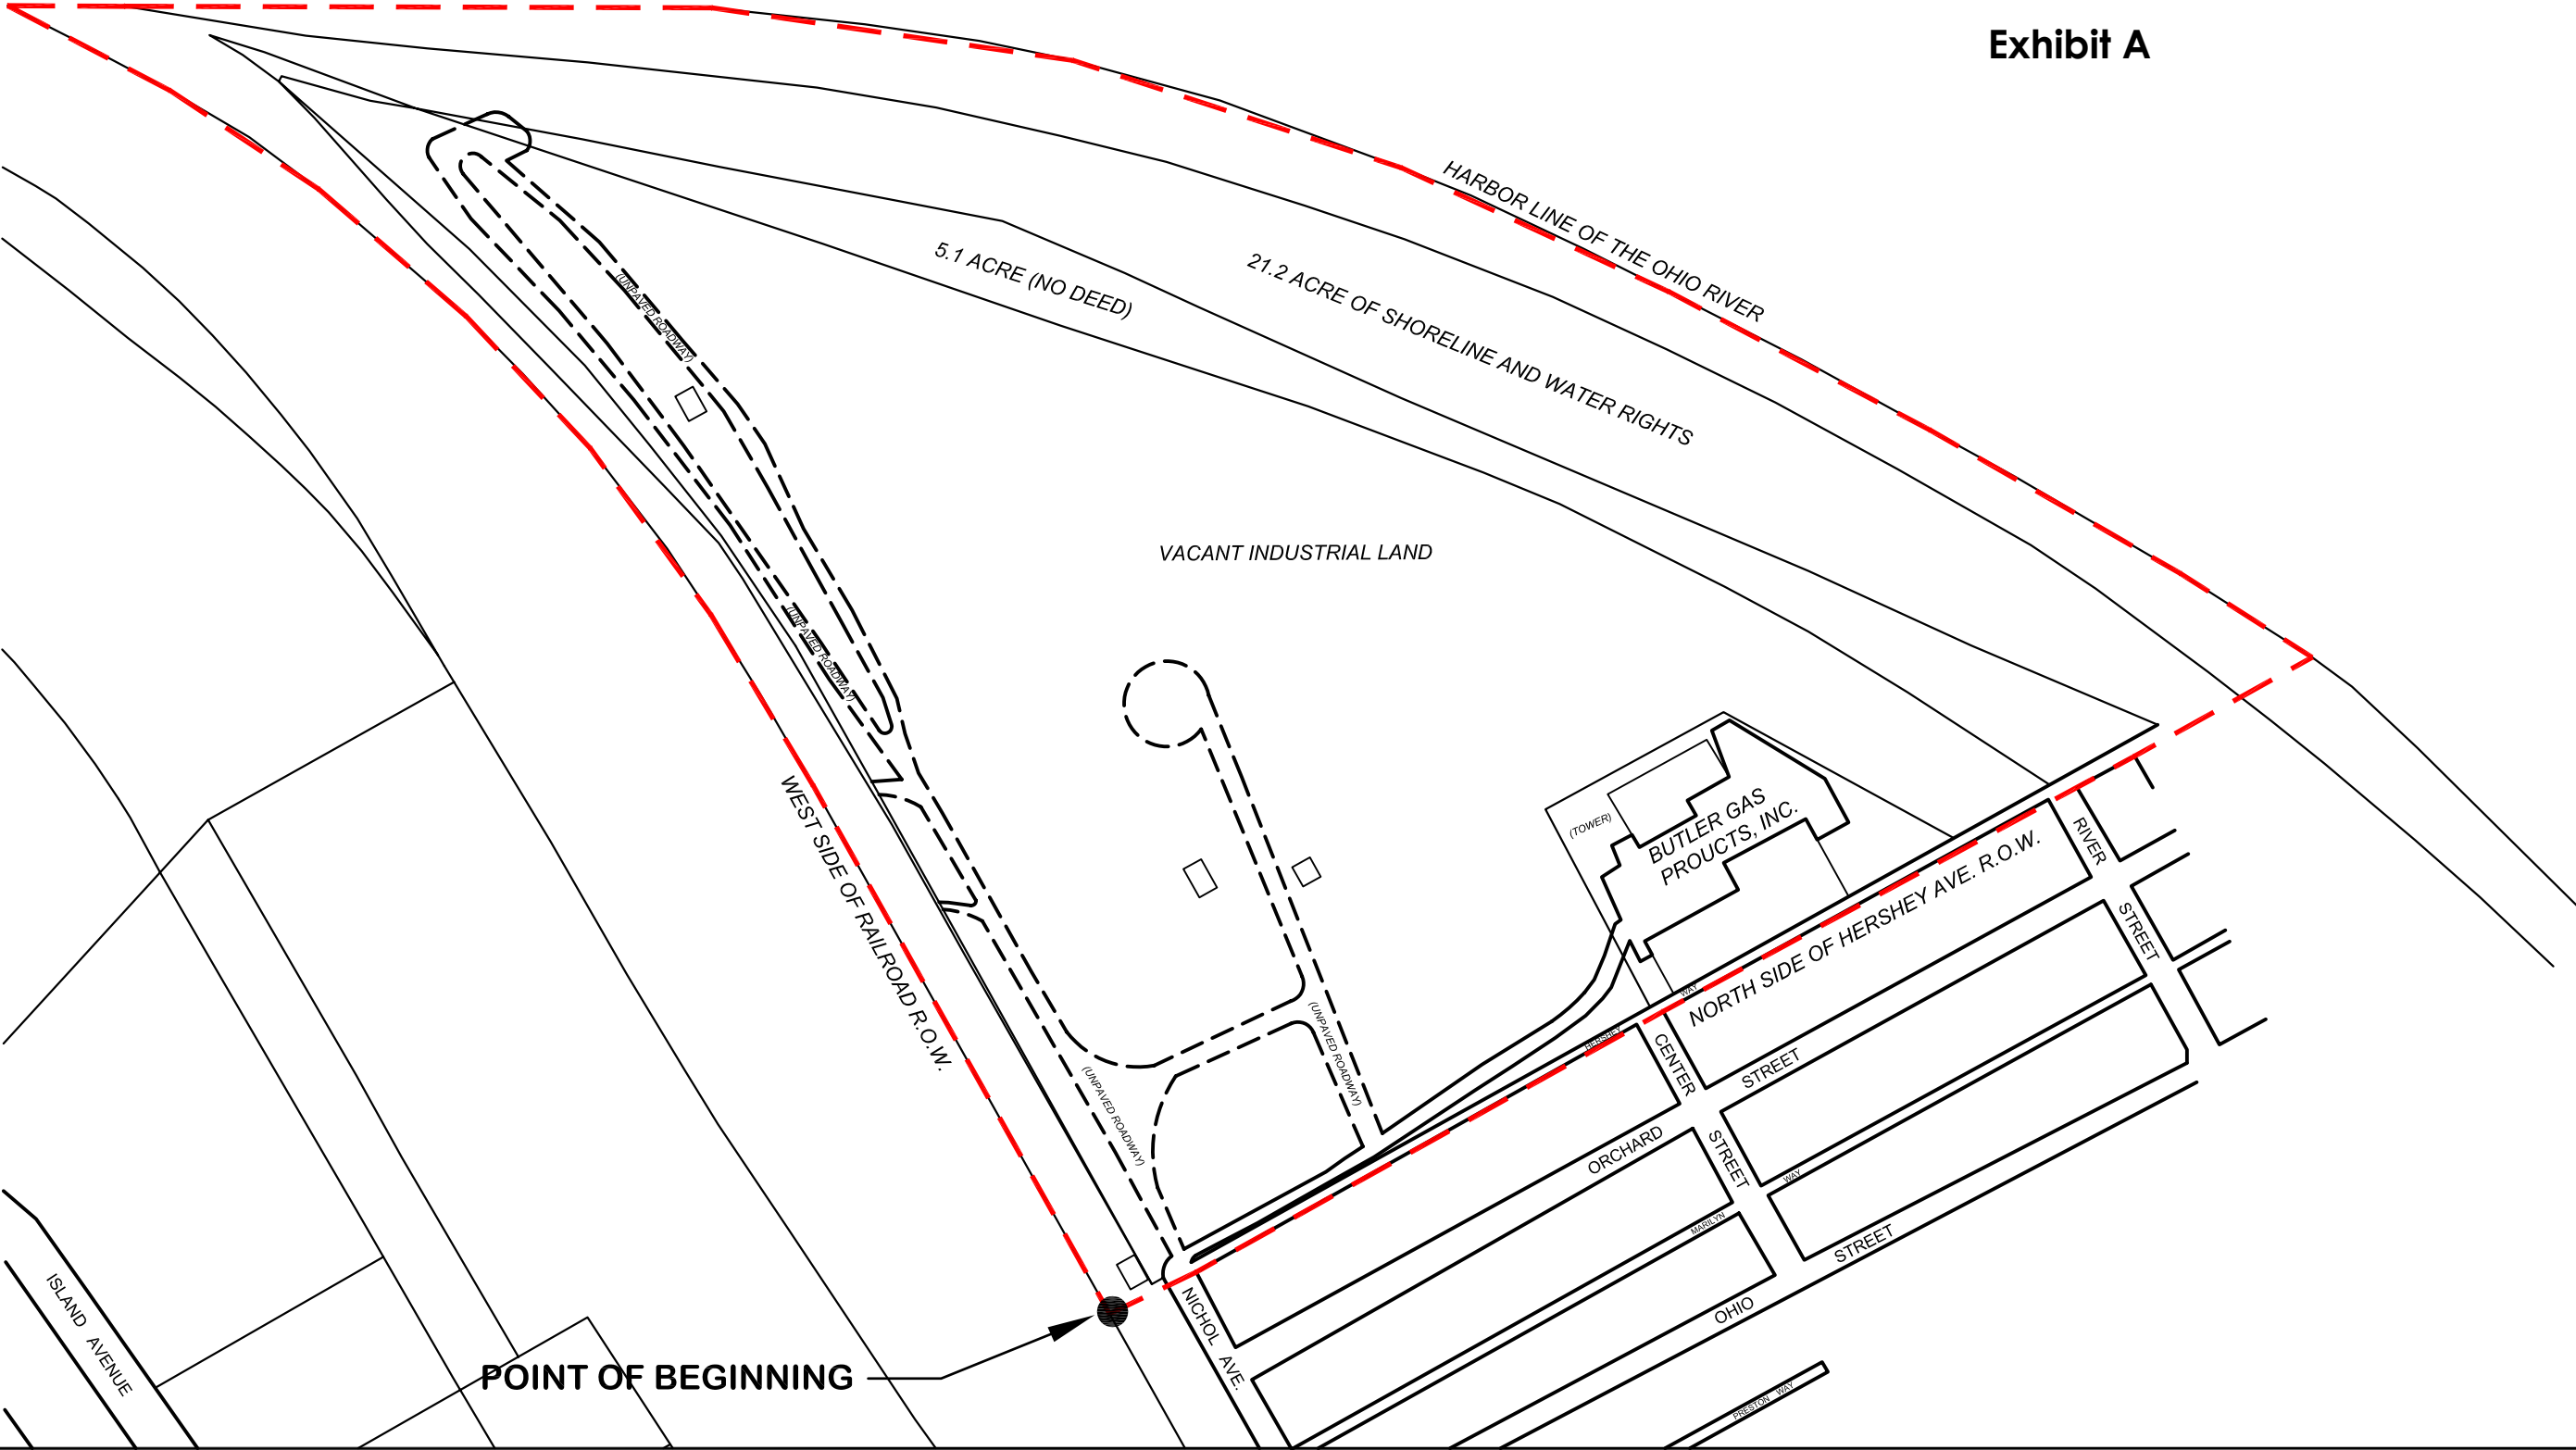 Exhibit A
HARBOR LINE OF THE OHIO RIVER
5.1 ACRE (NO DEED)
21.2 ACRE OF SHORELINE AND WATER RIGHTS
(UNPAVED ROADWAY)
VACANT INDUSTRIAL LAND
(UNPAVED ROADWAY)
WEST SIDE OF RAILROAD R.O.W.
(TOWER)
BUTLER GAS
PROUCTS, INC.
RIVER
STREET
NORTH SIDE OF HERSHEY AVE. R.O.W.
HERSHEY
WAY
(UNPAVED ROADWAY)
(UNPAVED ROADWAY)
CENTER
STREET
ORCHARD
STREET
MARILYN
WAY
OHIO
STREET
NICHOL AVE.
PRESTON WAY
ISLAND AVENUE
POINT OF BEGINNING